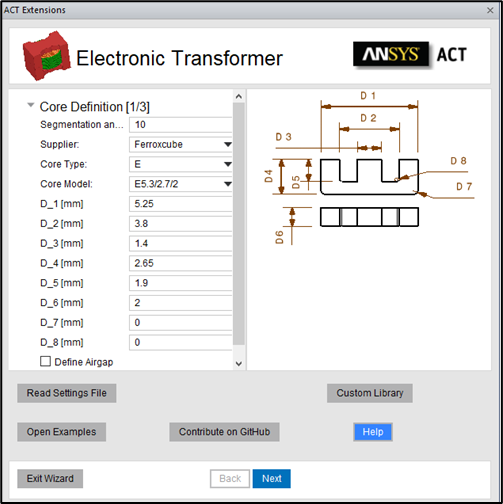 ACT Extensions
Electronic Transformer
ANSYS ACT
Core Definition [1/3]
Segmentation an... 10
Supplier: Ferroxcube
Core Type: E
Core Model: E5.3/2.7/2
D_1 [mm] 5.25
D_2 [mm] 3.8
D_3 [mm] 1.4
D_4 [mm] 2.65
D_5 [mm] 1.9
D_6 [mm] 2
D_7 [mm] 0
D_8 [mm] 0
Define Airgap
D 1
D 2
D 3
D 8
D4
D5
D 7
D6
Read Settings File
Custom Library
Open Examples
Contribute on GitHub
Help
Exit Wizard
Back
Next